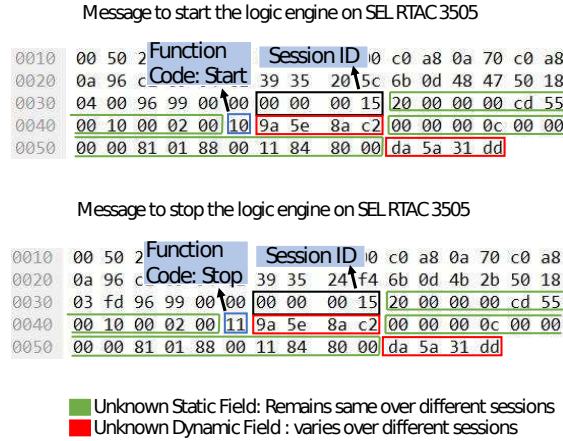 Message to start the logic engine on SEL RTAC 3505
Function Code: Start
Session ID
0010 00 50 2 0 c0 a8 0a 70 c0 a8
0020 0a 96 c 39 35 20 5c 6b 0d 48 47 50 18
0030 04 00 96 99 00 00 00 00 00 15 20 00 00 00 cd 55
0040 00 10 00 02 00 10 9a 5e 8a c2 00 00 00 0c 00 00
0050 00 00 81 01 88 00 11 84 80 00 da 5a 31 dd
Message to stop the logic engine on SEL RTAC 3505
Function Code: Stop
Session ID
0010 00 50 2 0 c0 a8 0a 70 c0 a8
0020 0a 96 c 39 35 24 f4 6b 0d 4b 2b 50 18
0030 03 fd 96 99 00 00 00 00 00 15 20 00 00 00 cd 55
0040 00 10 00 02 00 11 9a 5e 8a c2 00 00 00 0c 00 00
0050 00 00 81 01 88 00 11 84 80 00 da 5a 31 dd
Unknown Static Field: Remains same over different sessions
Unknown Dynamic Field : varies over different sessions